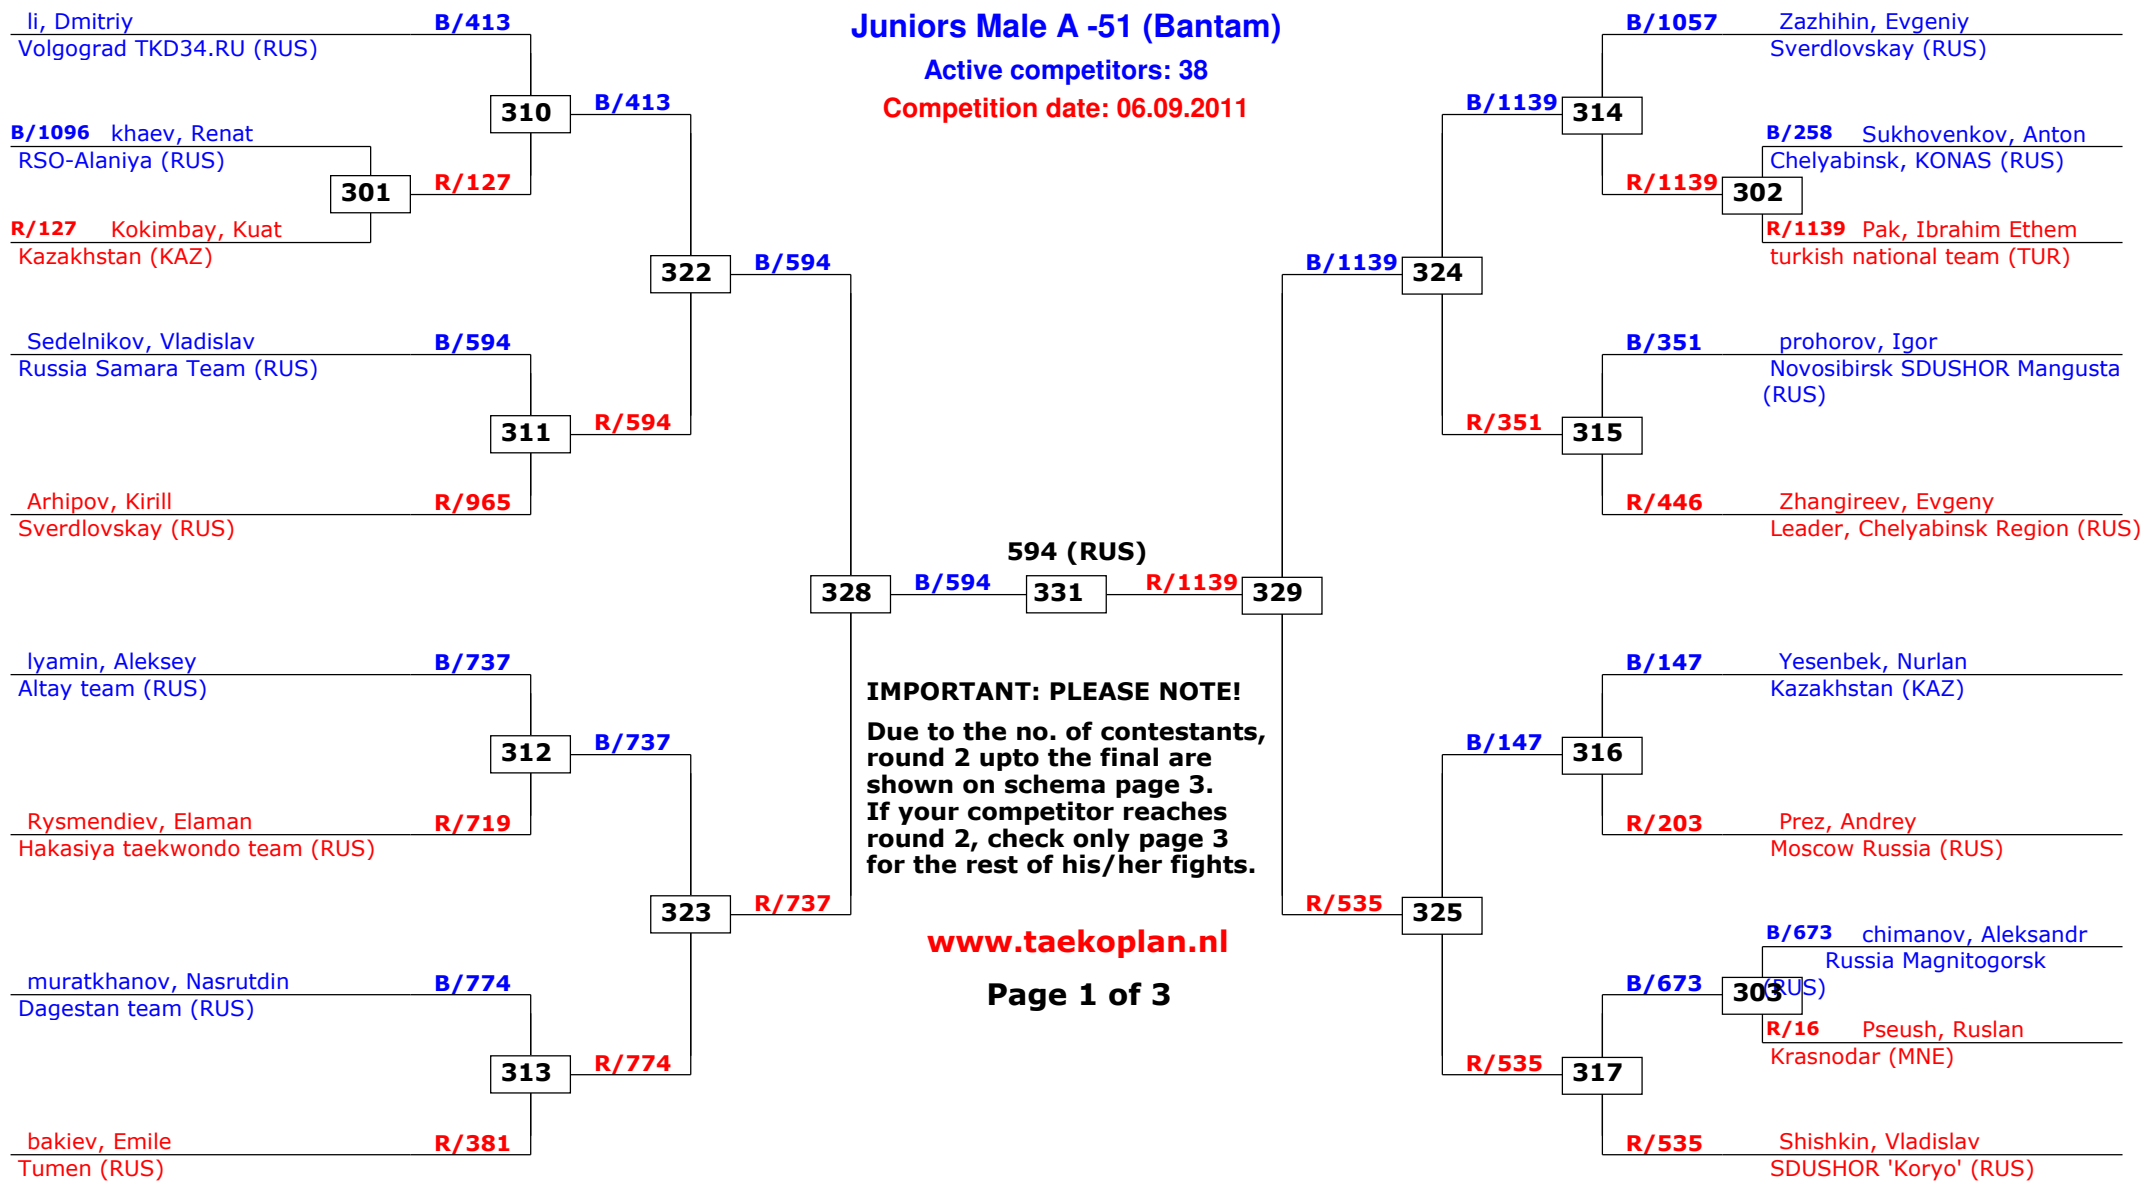 Juniors Male A -51 (Bantam)
Active competitors: 38
Competition date: 06.09.2011
li, Dmitriy B/413
Volgograd TKD34.RU (RUS)
310 B/413
B/1096 khaev, Renat
RSO-Alaniya (RUS)
301 R/127
R/127 Kokimbay, Kuat
Kazakhstan (KAZ)
322 B/594
Sedelnikov, Vladislav B/594
Russia Samara Team (RUS)
311 R/594
Arhipov, Kirill R/965
Sverdlovskay (RUS)
328 B/594
lyamin, Aleksey B/737
Altay team (RUS)
312 B/737
Rysmendiev, Elaman R/719
Hakasiya taekwondo team (RUS)
323 R/737
muratkhanov, Nasrutdin B/774
Dagestan team (RUS)
313 R/774
bakiev, Emile R/381
Tumen (RUS)
594 (RUS)
331
IMPORTANT: PLEASE NOTE!
Due to the no. of contestants,
round 2 upto the final are
shown on schema page 3.
If your competitor reaches
round 2, check only page 3
for the rest of his/her fights.
www.taekoplan.nl
Page 1 of 3
B/1057 Zazhihin, Evgeniy
Sverdlovskay (RUS)
B/1139 314
B/258 Sukhovenkov, Anton
Chelyabinsk, KONAS (RUS)
R/1139 302
R/1139 Pak, Ibrahim Ethem
turkish national team (TUR)
B/1139 324
B/351 prohorov, Igor
Novosibirsk SDUSHOR Mangusta
(RUS)
R/351 315
R/446 Zhangireev, Evgeny
Leader, Chelyabinsk Region (RUS)
R/1139 329
B/147 Yesenbek, Nurlan
Kazakhstan (KAZ)
B/147 316
R/203 Prez, Andrey
Moscow Russia (RUS)
R/535 325
B/673 chimanov, Aleksandr
Russia Magnitogorsk
(RUS)
B/673 303
R/16 Pseush, Ruslan
Krasnodar (MNE)
R/535 317
R/535 Shishkin, Vladislav
SDUSHOR 'Koryo' (RUS)